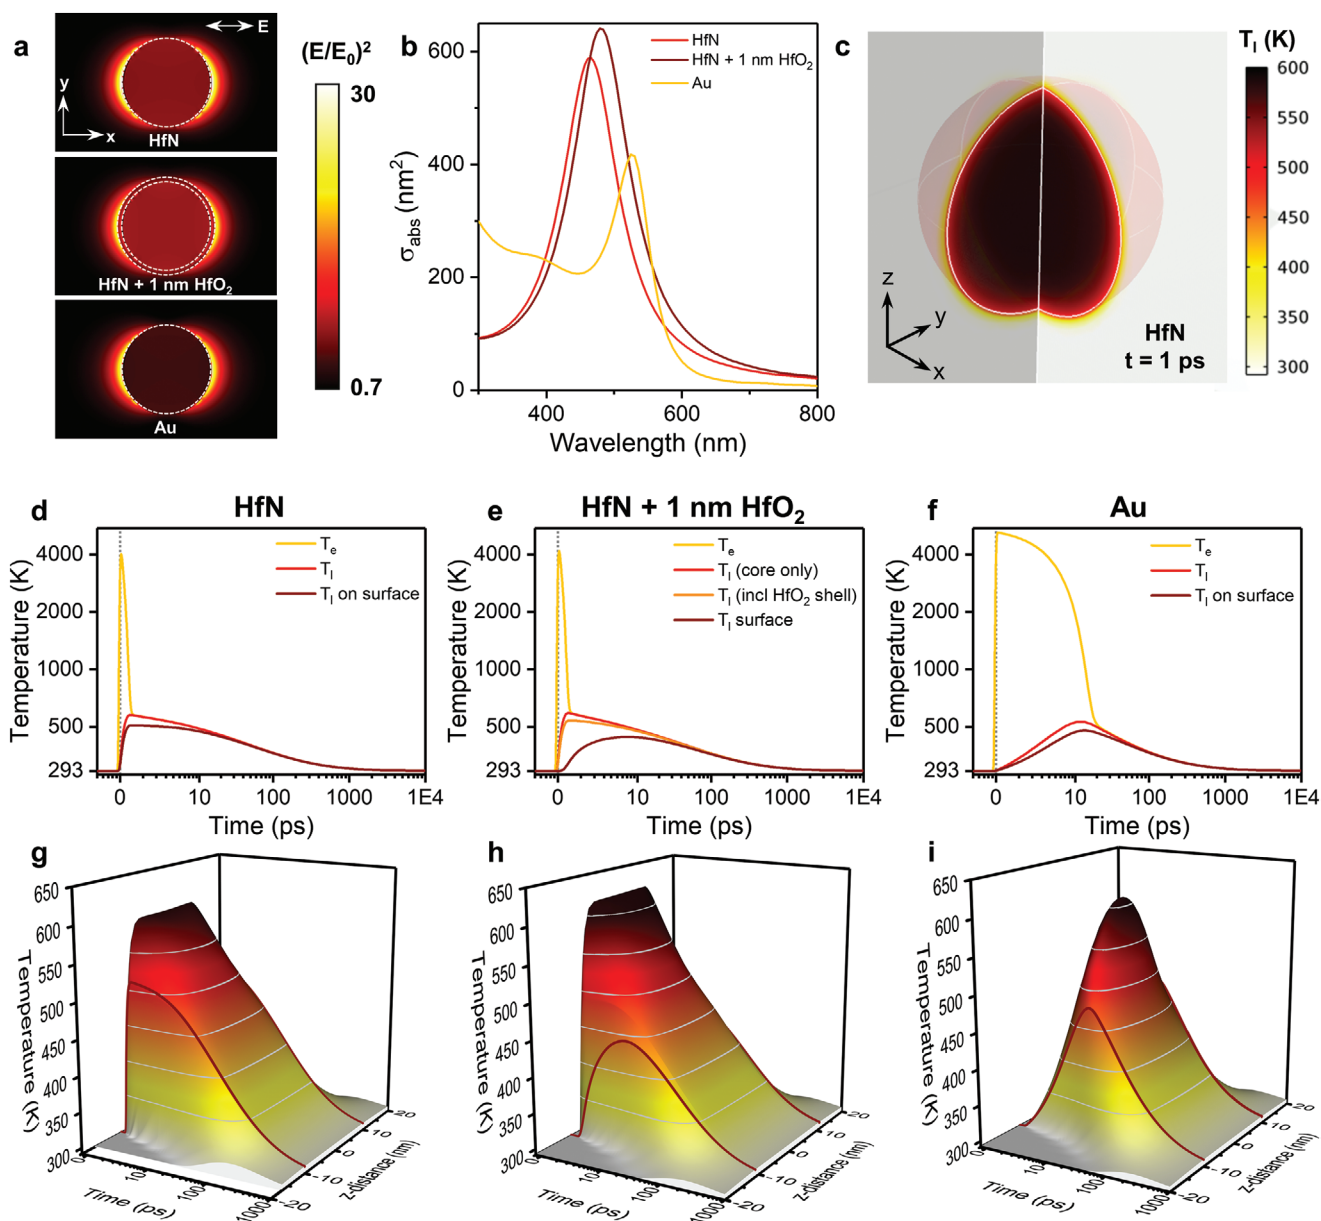 a
E
y
x
HfN
HfN + 1 nm HfO₂
Au
(E/E₀)²
30
0.7
b
σabs (nm²)
600
400
200
0
HfN
HfN + 1 nm HfO₂
Au
400
600
800
Wavelength (nm)
c
Tₗ (K)
600
500
450
400
350
300
z
y
x
HfN
t = 1 ps
d
HfN
Temperature (K)
4000
2000
1000
500
293
Tₑ
Tₗ
Tₗ on surface
0
10
100
1000
1E4
Time (ps)
e
HfN + 1 nm HfO₂
Temperature (K)
4000
2000
1000
500
293
Tₑ
Tₗ (core only)
Tₗ (incl HfO₂ shell)
Tₗ surface
0
10
100
1000
1E4
Time (ps)
f
Au
Temperature (K)
4000
2000
1000
500
293
Tₑ
Tₗ
Tₗ on surface
0
10
100
1000
1E4
Time (ps)
g
Temperature (K)
650
600
550
500
450
400
350
300
0
10
100
1000
Time (ps)
-20
-10
0
10
20
z-distance (nm)
h
Temperature (K)
650
600
550
500
450
400
350
300
0
10
100
1000
Time (ps)
-20
-10
0
10
20
z-distance (nm)
i
Temperature (K)
650
600
550
500
450
400
350
300
0
10
100
1000
Time (ps)
-20
-10
0
10
20
z-distance (nm)